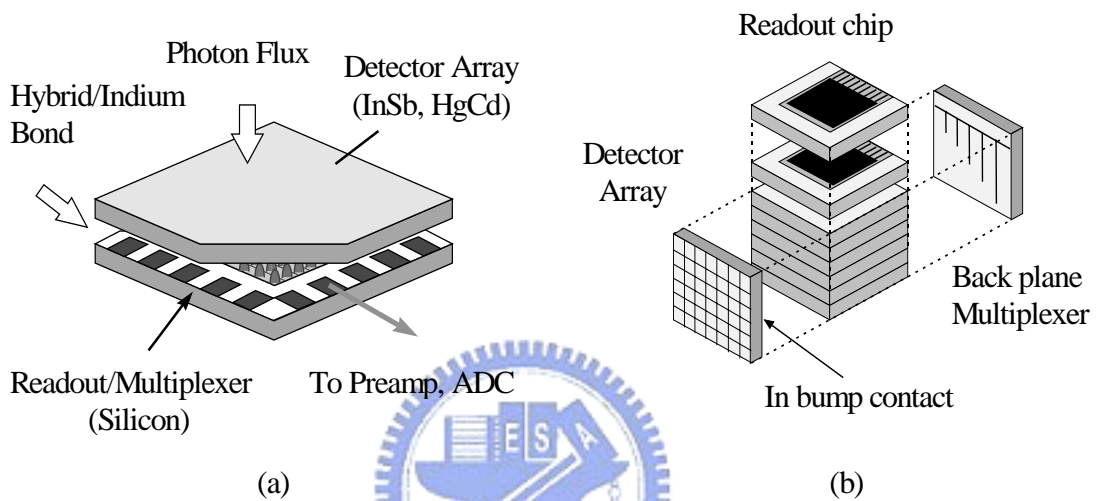 Photon Flux
Detector Array
(InSb, HgCd)
Hybrid/Indium
Bond
Readout/Multiplexer
(Silicon)
To Preamp, ADC
(a)
Readout chip
Detector
Array
Back plane
Multiplexer
In bump contact
(b)
E S A